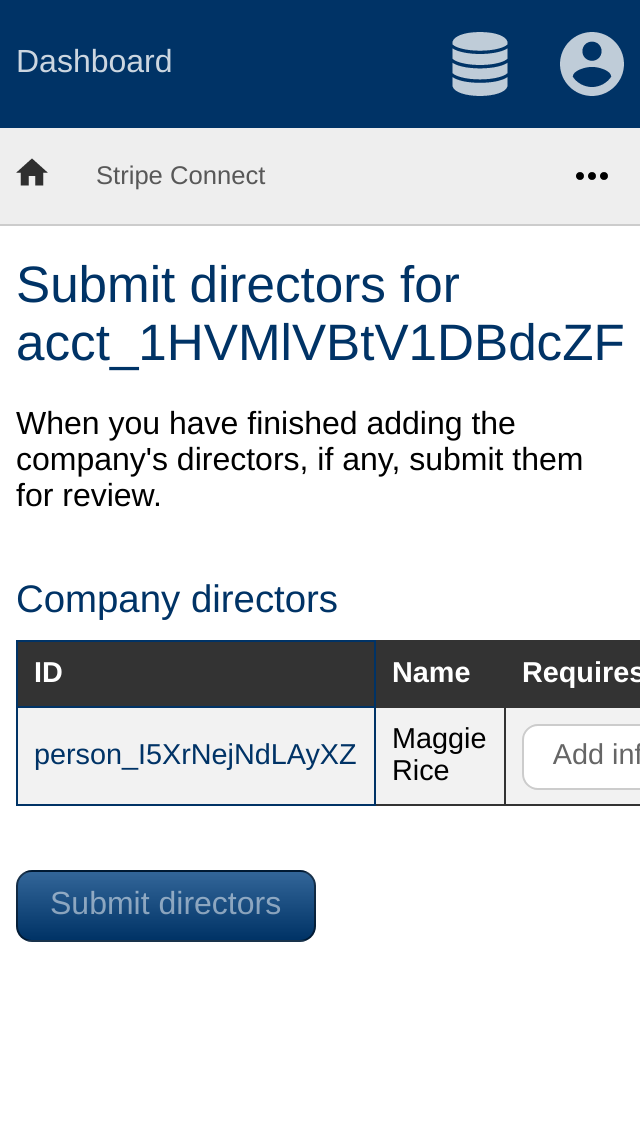 Dashboard
Stripe Connect
Submit directors for
acct_1HVMlVBtV1DBdcZF
When you have finished adding the
company's directors, if any, submit them
for review.
Company directors
ID Name Requires
person_I5XrNejNdLAyXZ Maggie Rice Add inf
Submit directors